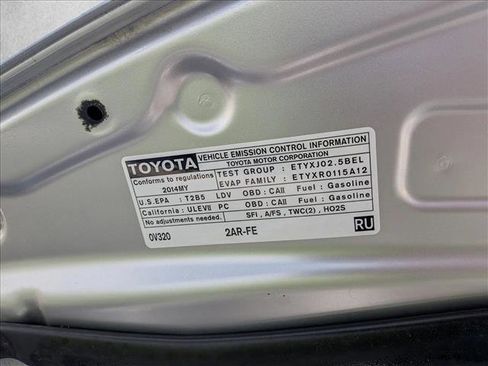 TOYOTA VEHICLE EMISSION CONTROL INFORMATION
TOYOTA MOTOR CORPORATION
Conforms to regulations TEST GROUP : ETYXJ02.5BEL
2014MY EVAP FAMILY : ETYXR0115A12
U.S.EPA : T2B5 LDV OBD : CAII Fuel : Gasoline
California : ULEVII PC OBD : CAII Fuel : Gasoline
No adjustments needed. SFI , A/FS , TWC(2) , HO2S
0V320 2AR-FE RU